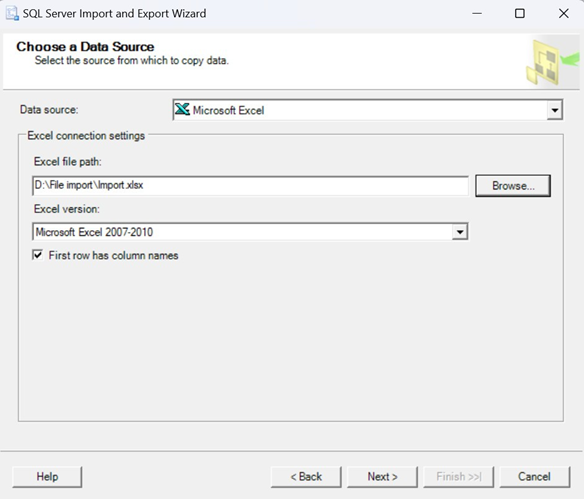 SQL Server Import and Export Wizard
Choose a Data Source
Select the source from which to copy data.
Data source: Microsoft Excel
Excel connection settings
Excel file path:
D:\File import\Import.xlsx Browse...
Excel version:
Microsoft Excel 2007-2010
First row has column names
Help < Back Next > Finish >>| Cancel